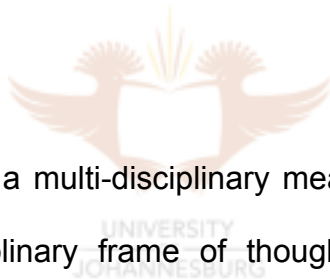 a multi-disciplinary mea
UNIVERSITY
plinary frame of though
JOHANNESBURG